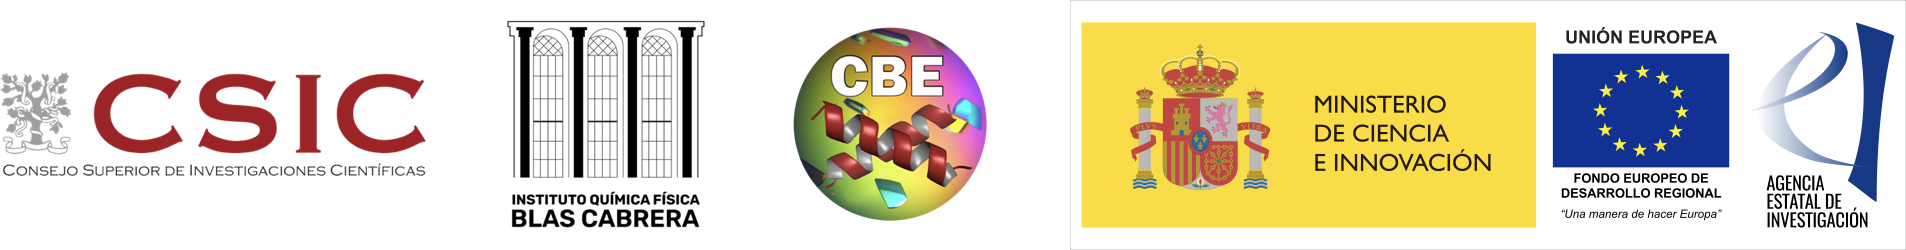 CSIC
CONSEJO SUPERIOR DE INVESTIGACIONES CIENTÍFICAS
INSTITUTO QUÍMICA FÍSICA
BLAS CABRERA
CBE
MINISTERIO
DE CIENCIA
E INNOVACIÓN
UNIÓN EUROPEA
FONDO EUROPEO DE
DESARROLLO REGIONAL
“Una manera de hacer Europa”
AGENCIA
ESTATAL DE
INVESTIGACIÓN